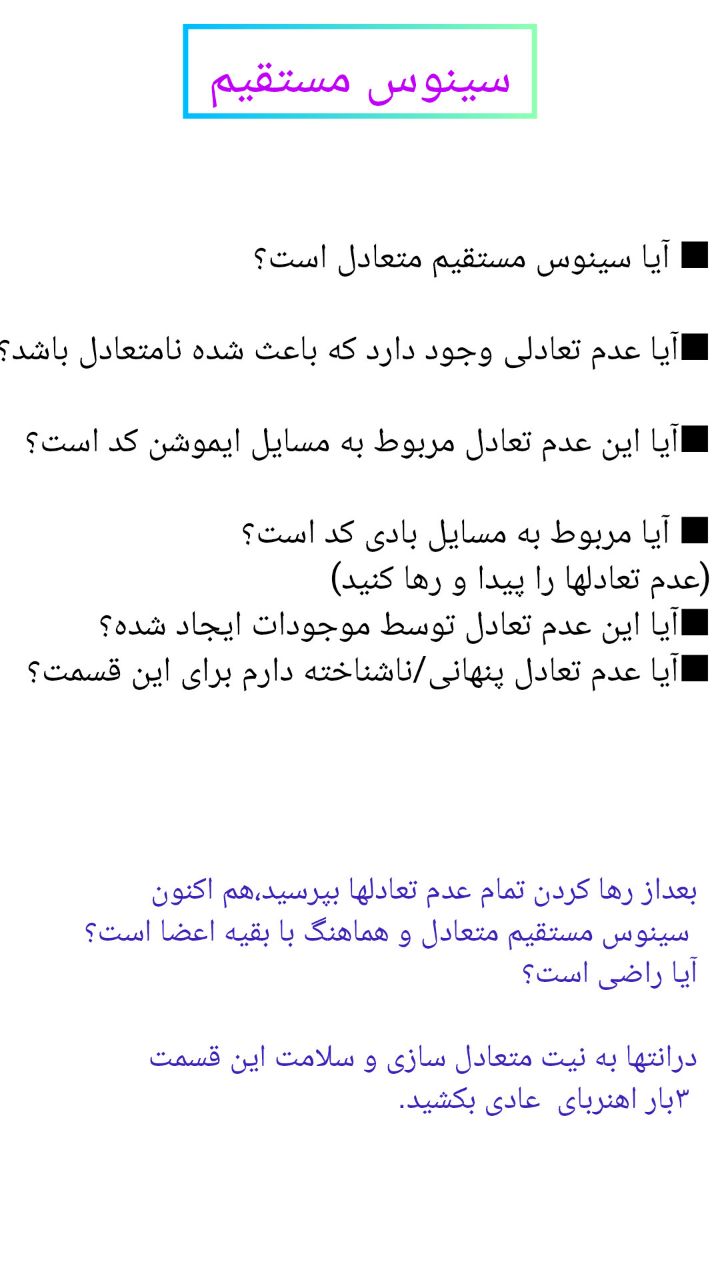 سینوس مستقیم
■ آیا سینوس مستقیم متعادل است؟
■آیا عدم تعادلی وجود دارد که باعث شده نامتعادل باشد؟
■آیا این عدم تعادل مربوط به مسایل ایموشن کد است؟
■ آیا مربوط به مسایل بادی کد است؟
(عدم تعادلها را پیدا و رها کنید)
■آیا این عدم تعادل توسط موجودات ایجاد شده؟
■آیا عدم تعادل پنهانی/ناشناخته دارم برای این قسمت؟
بعداز رها کردن تمام عدم تعادلها بپرسید،هم اکنون
سینوس مستقیم متعادل و هماهنگ با بقیه اعضا است؟
آیا راضی است؟
درانتها به نیت متعادل سازی و سلامت این قسمت
۳بار اهنربای عادی بکشید.